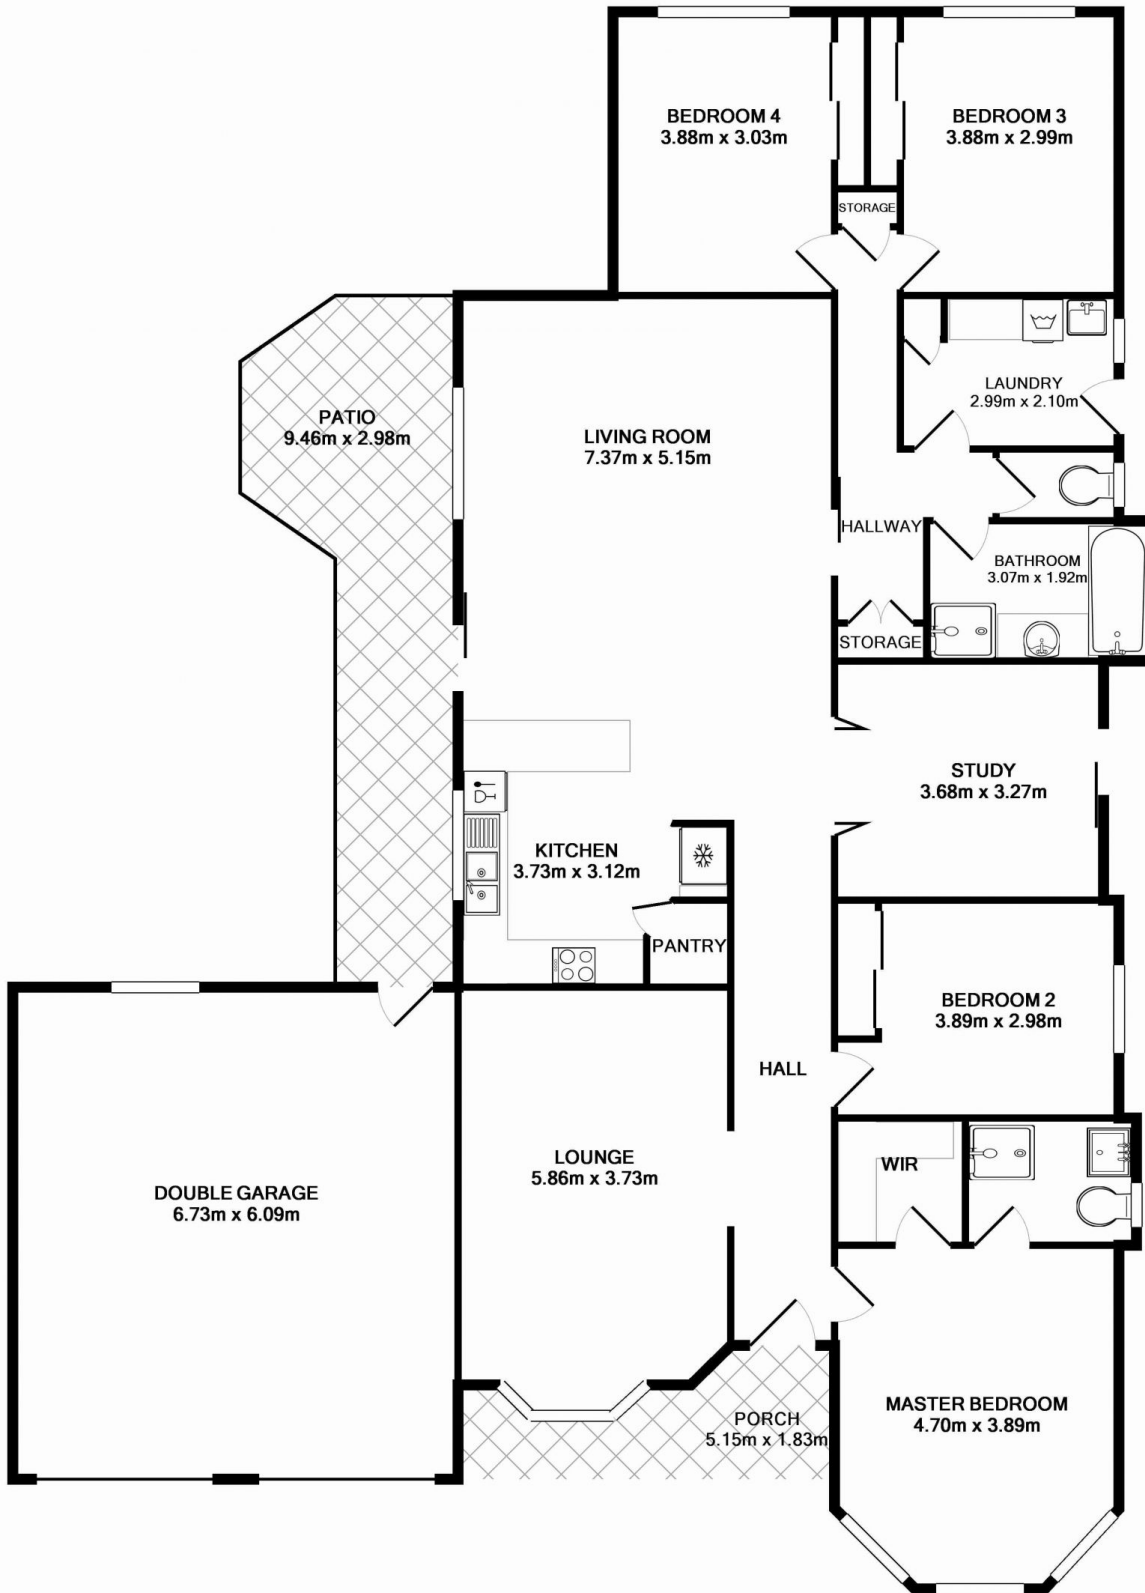 BEDROOM 4
3.88m x 3.03m
BEDROOM 3
3.88m x 2.99m
STORAGE
PATIO
9.46m x 2.98m
LIVING ROOM
7.37m x 5.15m
LAUNDRY
2.99m x 2.10m
HALLWAY
BATHROOM
3.07m x 1.92m
STORAGE
STUDY
3.68m x 3.27m
KITCHEN
3.73m x 3.12m
PANTRY
BEDROOM 2
3.89m x 2.98m
HALL
LOUNGE
5.86m x 3.73m
WIR
DOUBLE GARAGE
6.73m x 6.09m
MASTER BEDROOM
4.70m x 3.89m
PORCH
5.15m x 1.83m